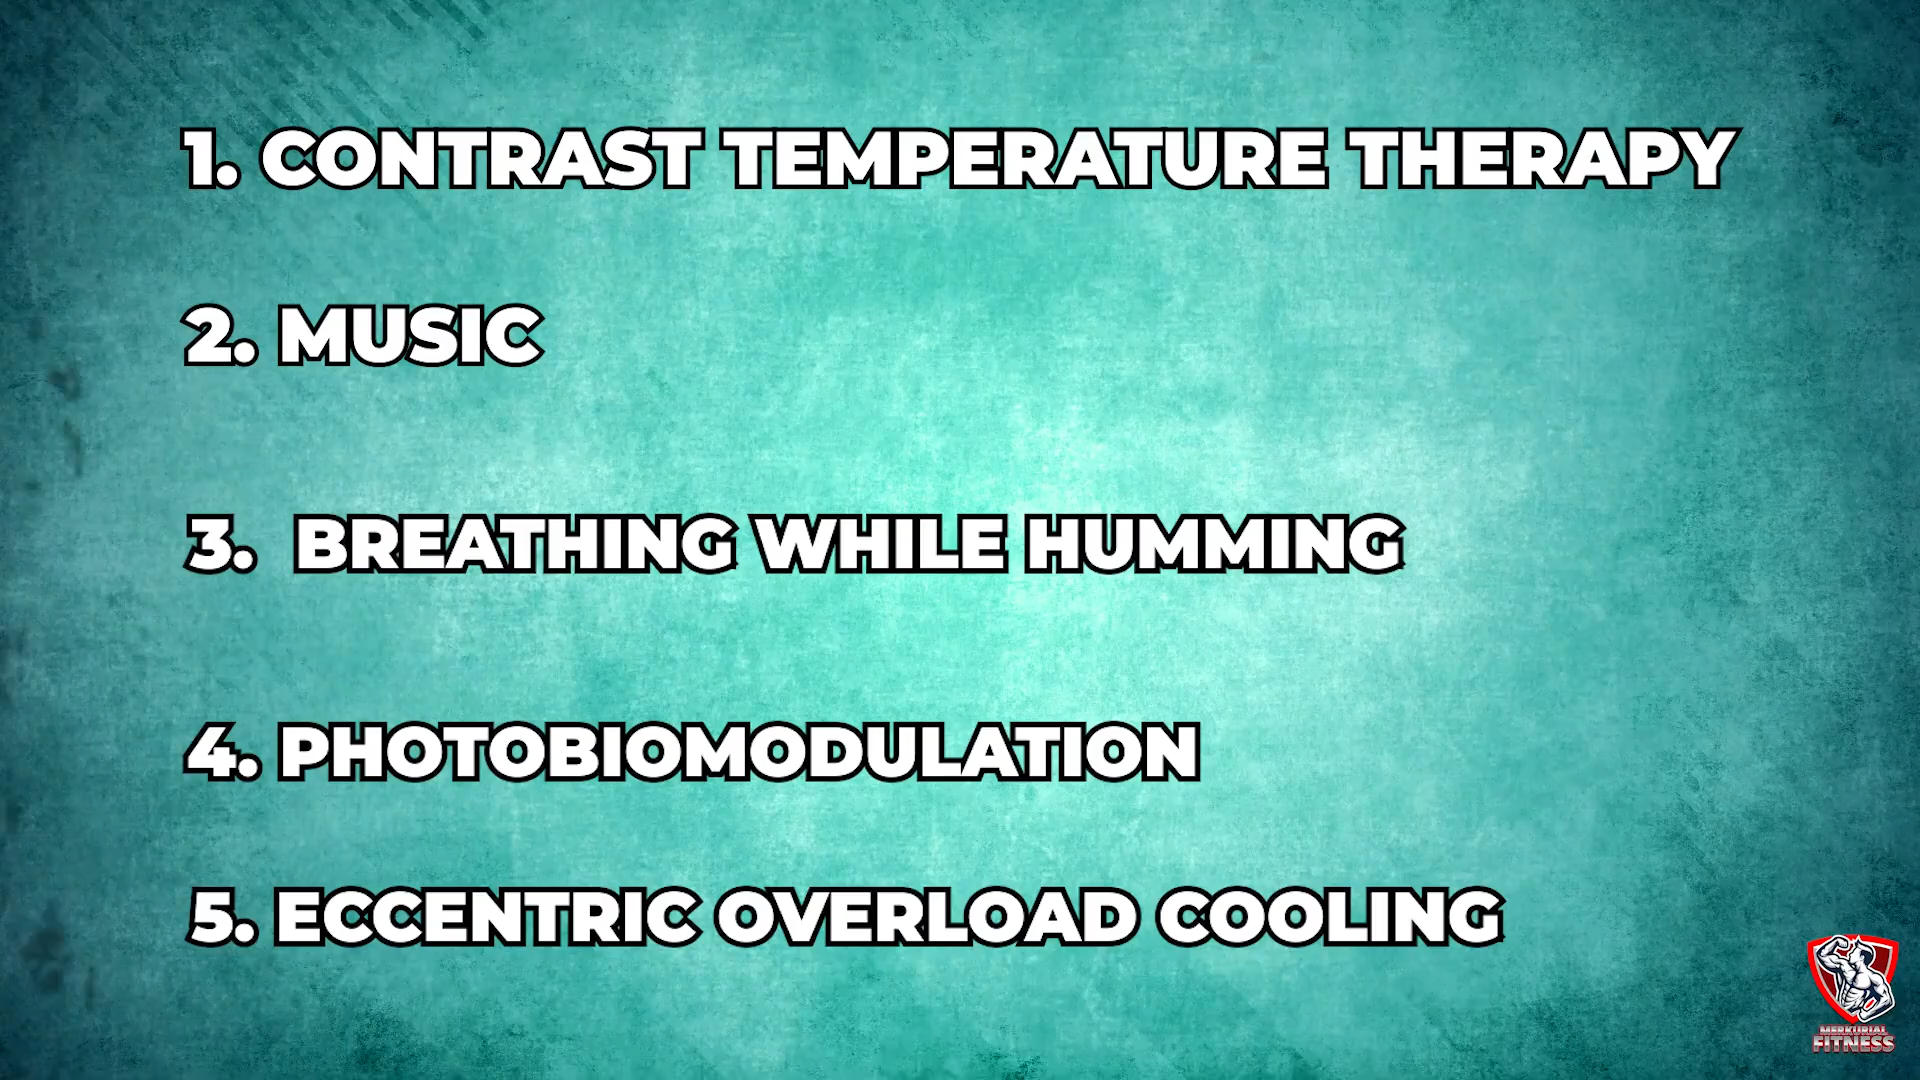 1. CONTRAST TEMPERATURE THERAPY
2. MUSIC
3. BREATHING WHILE HUMMING
4. PHOTOBIOMODULATION
5. ECCENTRIC OVERLOAD COOLING
MERKURIAL
FITNESS